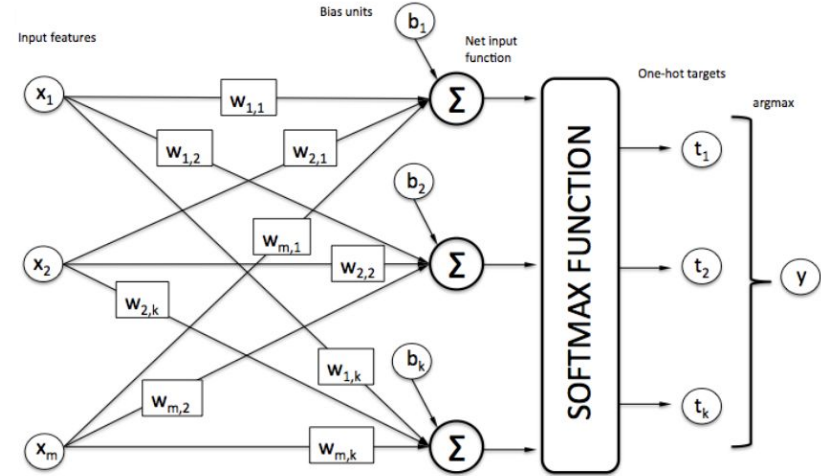 Input features
Bias units
b1
Net input
function
One-hot targets
argmax
x1
w1,1
Σ
w1,2
w2,1
t1
b2
wm,1
x2
w2,2
Σ
SOFTMAX FUNCTION
t2
y
w2,k
bk
w1,k
wm,2
tk
xm
wm,k
Σ